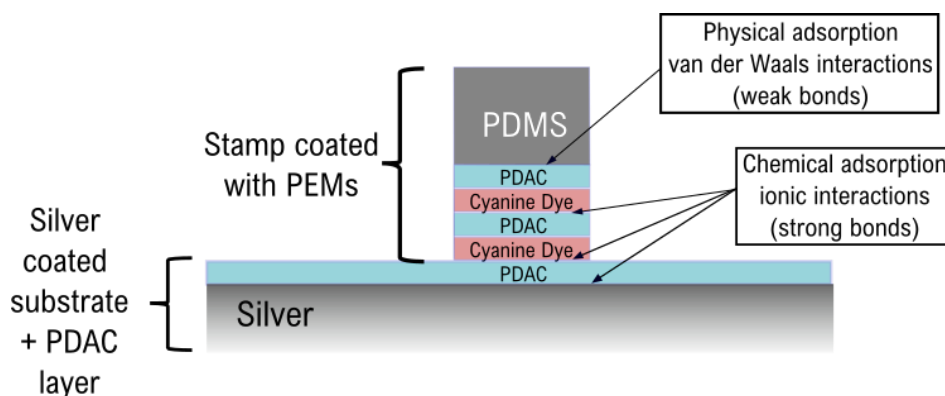 Physical adsorption
van der Waals interactions
(weak bonds)
PDMS
Stamp coated
with PEMs
PDAC
Cyanine Dye
PDAC
Cyanine Dye
PDAC
Chemical adsorption
ionic interactions
(strong bonds)
Silver
coated
substrate
+ PDAC
layer
Silver